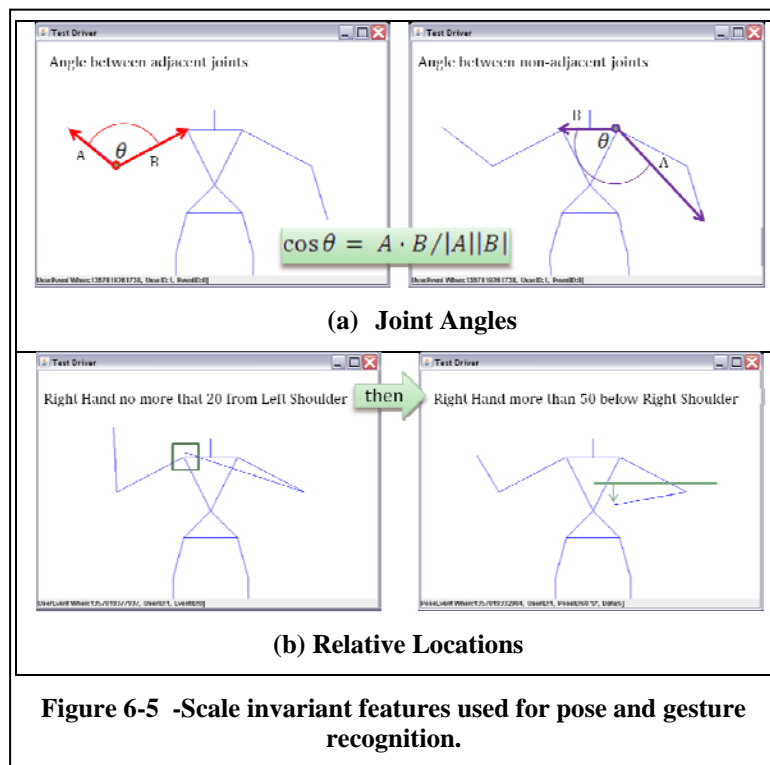 Test Driver
Angle between adjacent joints
A
θ
B
Test Driver
Angle between non-adjacent joints
B
θ
A
cos θ = A · B/|A||B|
(a) Joint Angles
Test Driver
Right Hand no more that 20 from Left Shoulder
then
Test Driver
Right Hand more than 50 below Right Shoulder
(b) Relative Locations
Figure 6-5 -Scale invariant features used for pose and gesture
recognition.